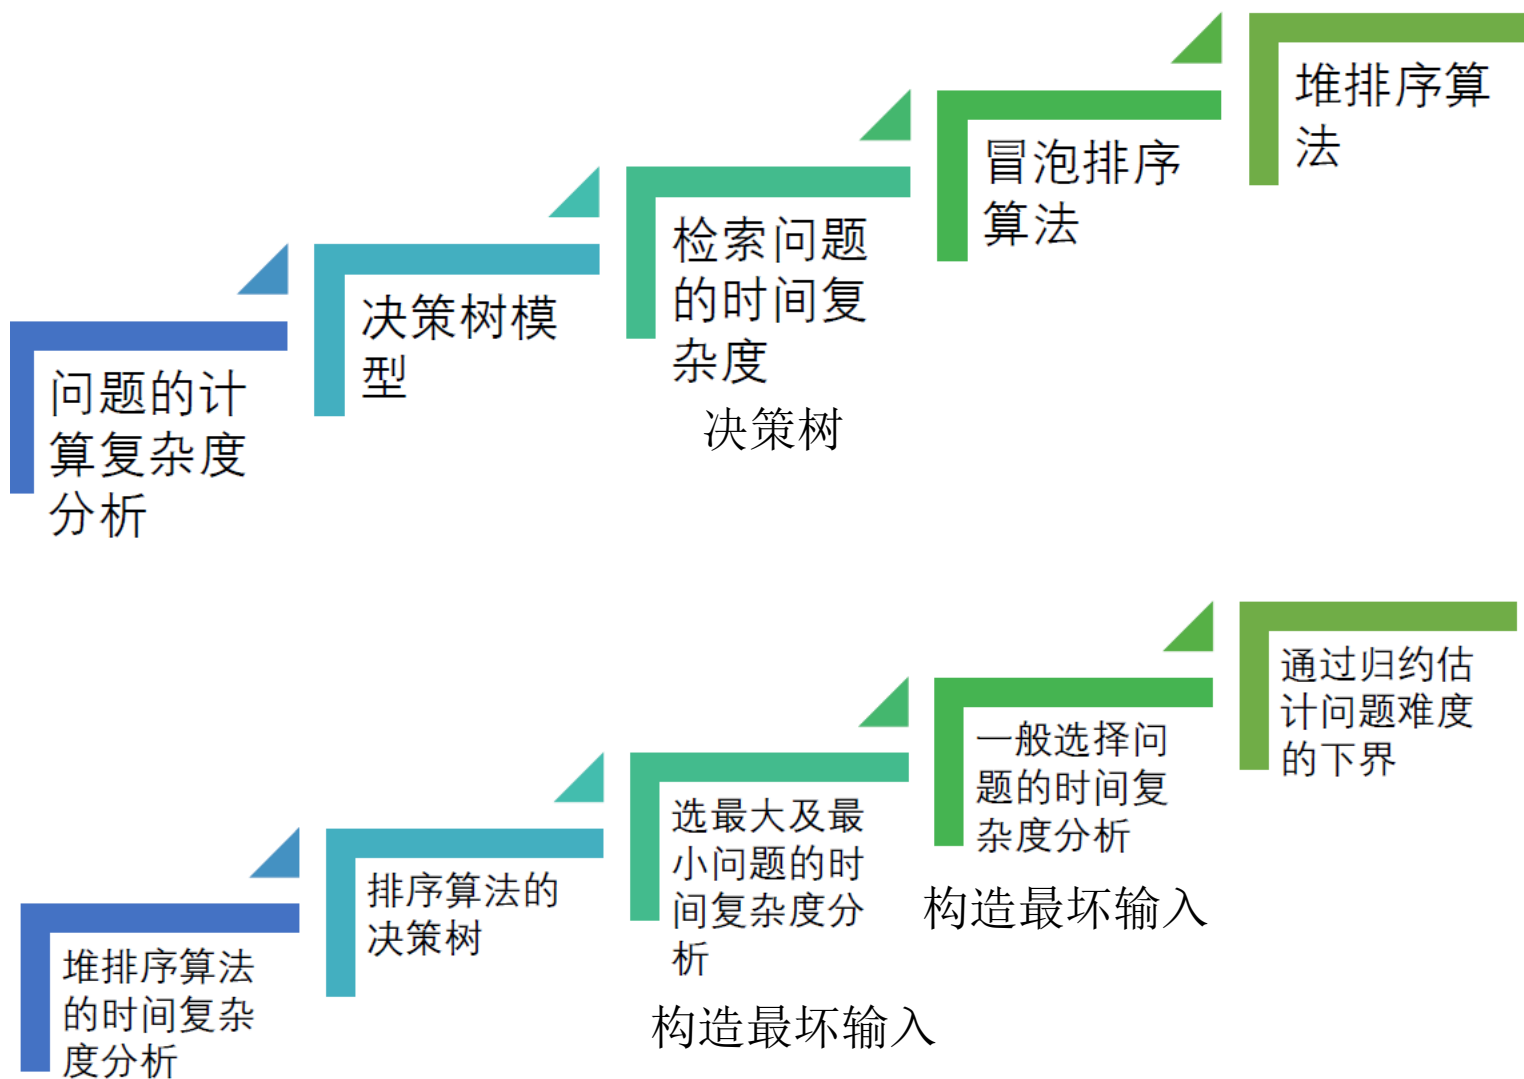 问题的计
算复杂度
分析
决策树模
型
检索问题
的时间复
杂度
决策树
冒泡排序
算法
堆排序算
法
堆排序算法
的时间复杂
度分析
排序算法的
决策树
选最大及最
小问题的时
间复杂度分
析
构造最坏输入
一般选择问
题的时间复
杂度分析
构造最坏输入
通过归约估
计问题难度
的下界